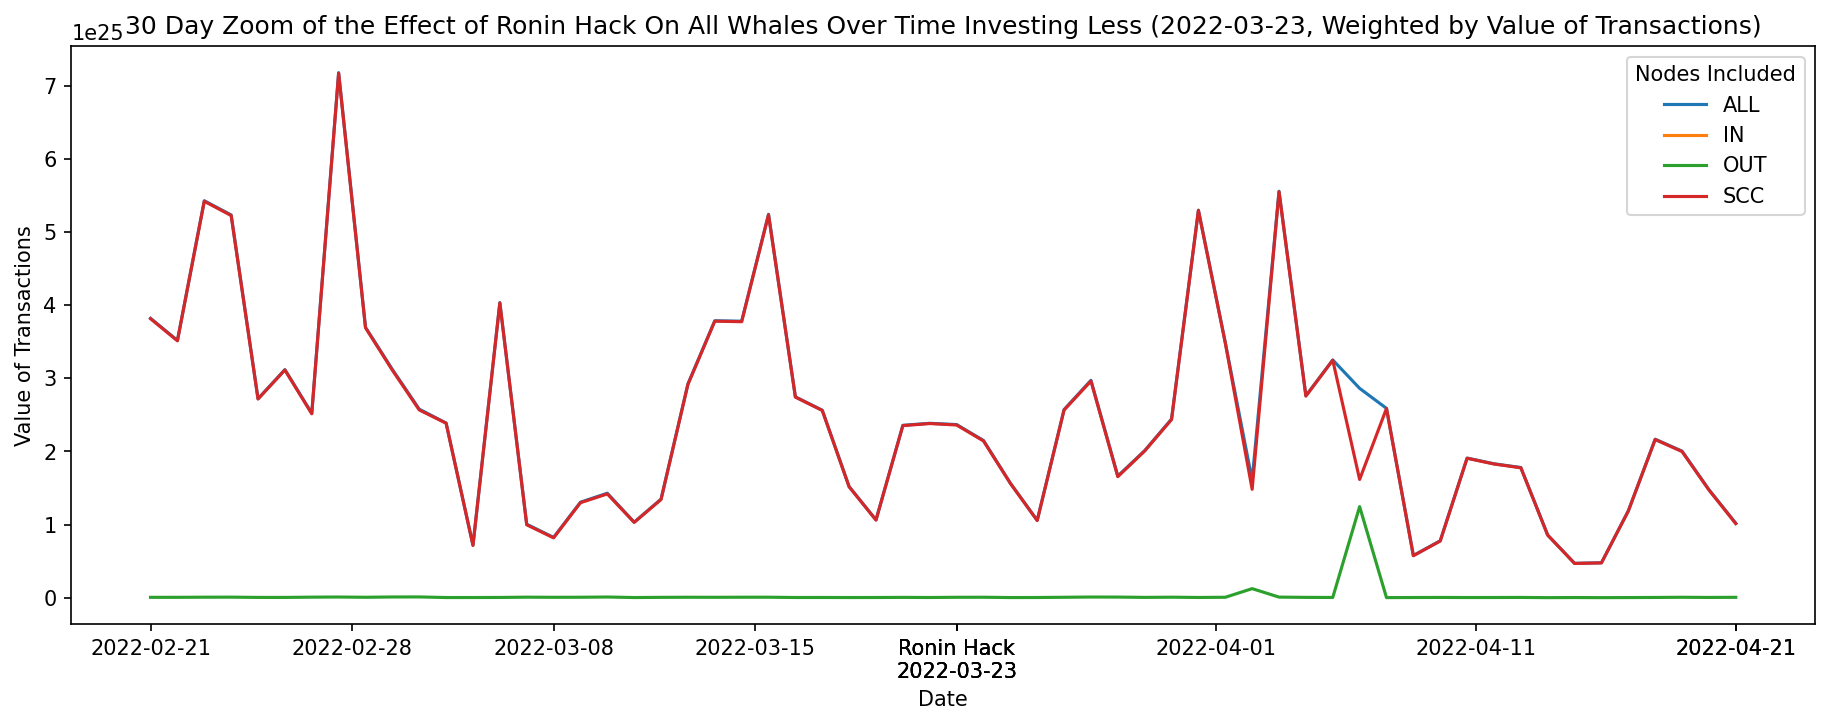 1e25
30 Day Zoom of the Effect of Ronin Hack On All Whales Over Time Investing Less (2022-03-23, Weighted by Value of Transactions)
Nodes Included
ALL
IN
OUT
SCC
Value of Transactions
7
6
5
4
3
2
1
0
2022-02-21
2022-02-28
2022-03-08
2022-03-15
Ronin Hack
2022-03-23
2022-04-01
2022-04-11
2022-04-21
Date